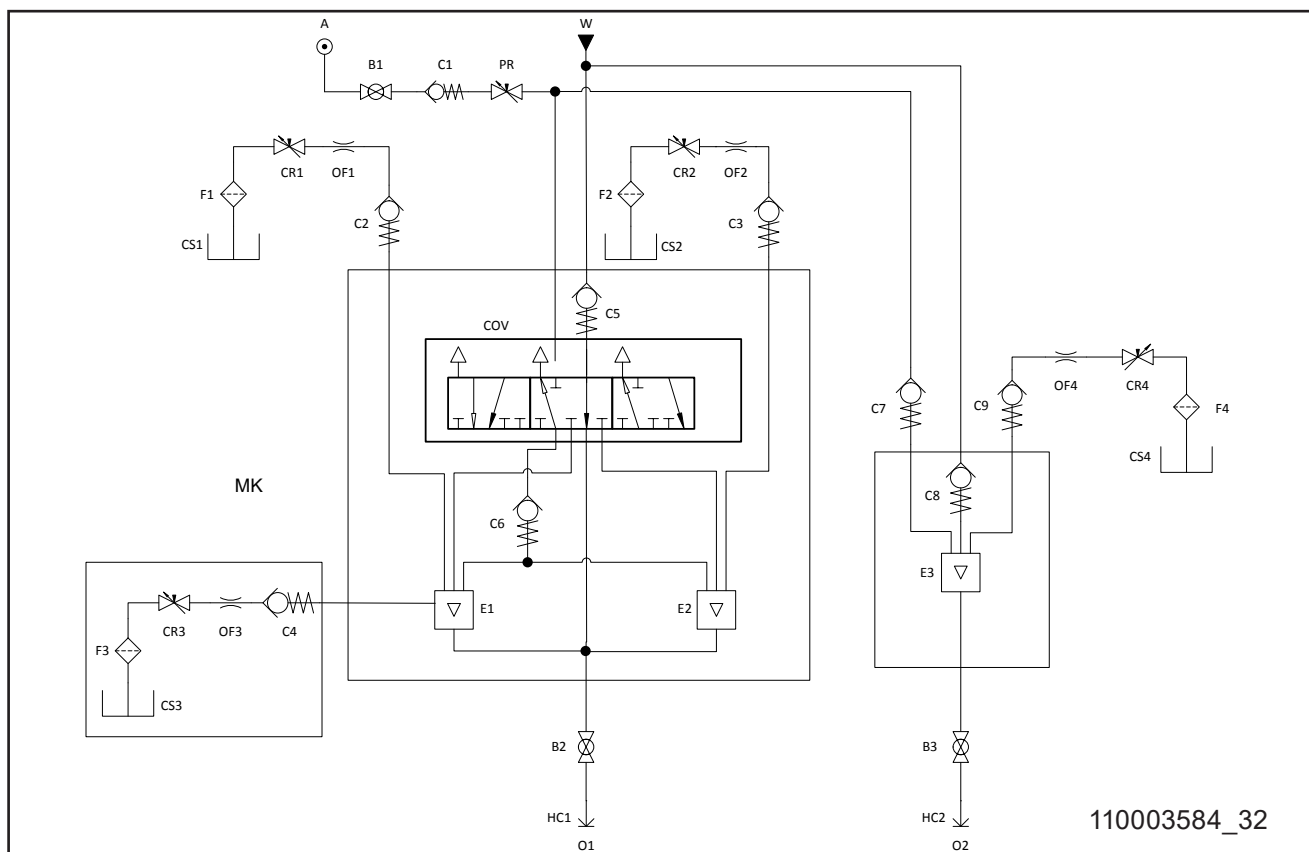 A
W
B1
C1
PR
CR1
OF1
CR2
OF2
F1
C2
F2
C3
CS1
CS2
C5
COV
OF4
CR4
C7
C9
F4
CS4
MK
C6
C8
E3
E1
E2
CR3
OF3
C4
F3
CS3
B2
B3
HC1
HC2
110003584_32
O1
O2